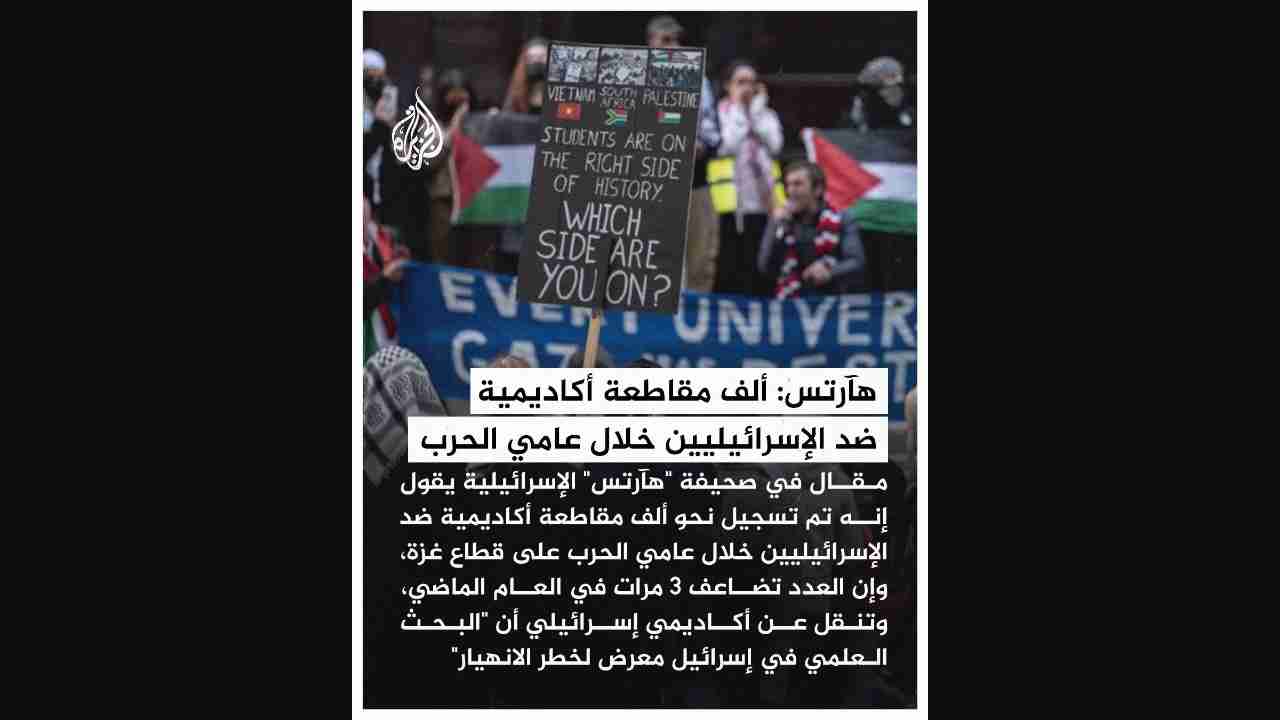 الجزيرة
VIETNAM SOUTH AFRICA PALESTINE
STUDENTS ARE ON
THE RIGHT SIDE
OF HISTORY.
WHICH
SIDE ARE
YOU ON?
EVERY UNIVER
GAZA
DEST
هآرتس: ألف مقاطعة أكاديمية
ضد الإسرائيليين خلال عامي الحرب
مقال في صحيفة "هآرتس" الإسرائيلية يقول
إنه تم تسجيل نحو ألف مقاطعة أكاديمية ضد
الإسرائيليين خلال عامي الحرب على قطاع غزة،
وإن العدد تضاعف 3 مرات في العام الماضي،
وتنقل عن أكاديمي إسرائيلي أن "البحث
العلمي في إسرائيل معرض لخطر الانهيار"